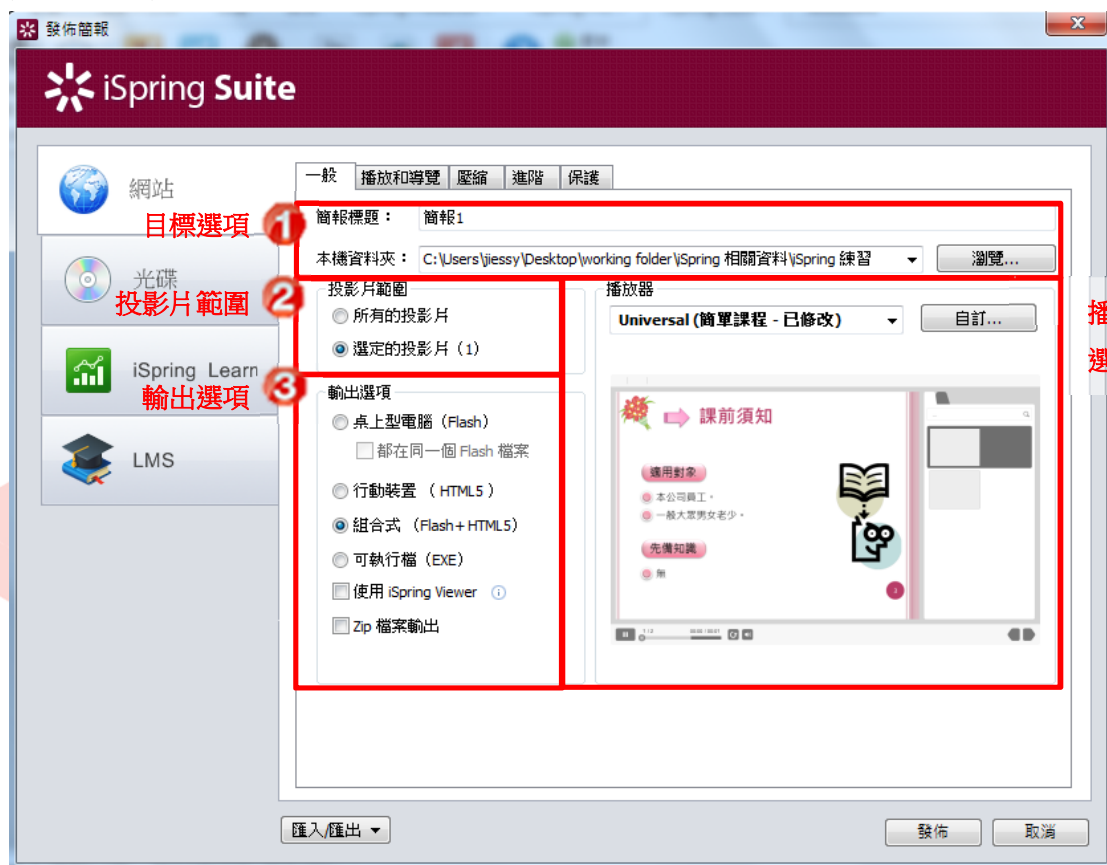 發佈簡報
iSpring Suite
網站
目標選項
光碟
投影片範圍
iSpring Learn
輸出選項
LMS
一般 播放和導覽 壓縮 進階 保護
1
簡報標題： 簡報1
本機資料夾： C:\Users\jiessy\Desktop\working folder\iSpring 相關資料\iSpring 練習 瀏覽...
2
投影片範圍
所有的投影片
選定的投影片（1）
3
輸出選項
桌上型電腦（Flash）
都在同一個 Flash 檔案
行動裝置 （ HTML5 ）
組合式 （Flash+HTML5）
可執行檔（EXE）
使用 iSpring Viewer
Zip 檔案輸出
播放器
Universal (簡單課程 - 已修改) 自訂...
課前須知
適用對象
本公司員工。
一般大眾男女老少。
先備知識
無
播
選
匯入/匯出
發佈 取消